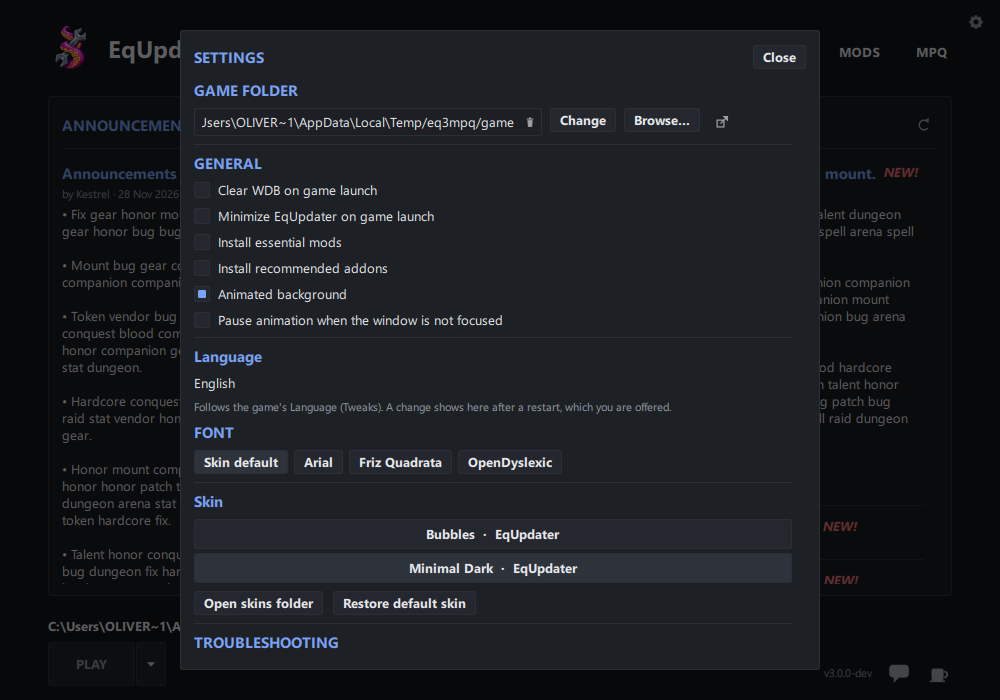 EqUpd
MODS
MPQ
SETTINGS
Close
GAME FOLDER
Jsers\OLIVER~1\AppData\Local\Temp/eq3mpq/game
Change
Browse...
GENERAL
Clear WDB on game launch
Minimize EqUpdater on game launch
Install essential mods
Install recommended addons
Animated background
Pause animation when the window is not focused
Language
English
Follows the game's Language (Tweaks). A change shows here after a restart, which you are offered.
FONT
Skin default
Arial
Friz Quadrata
OpenDyslexic
Skin
Bubbles · EqUpdater
Minimal Dark · EqUpdater
Open skins folder
Restore default skin
TROUBLESHOOTING
ANNOUNCEMEN
Announcements
by Kestrel · 28 Nov 2026
• Fix gear honor mo
gear honor bug bug
• Mount bug gear co
companion compani
• Token vendor bug
conquest blood com
honor companion ge
stat dungeon.
• Hardcore conques
raid stat vendor hon
gear.
• Honor mount comp
honor honor patch t
dungeon arena stat
token hardcore fix.
• Talent honor conqu
bug dungeon fix har
mount. NEW!
alent dungeon
spell arena spell
nion companion
anion mount
nion bug arena
od hardcore
n talent honor
g patch bug
ll raid dungeon
NEW!
NEW!
C:\Users\OLIVER~1\A
PLAY
v3.0.0-dev